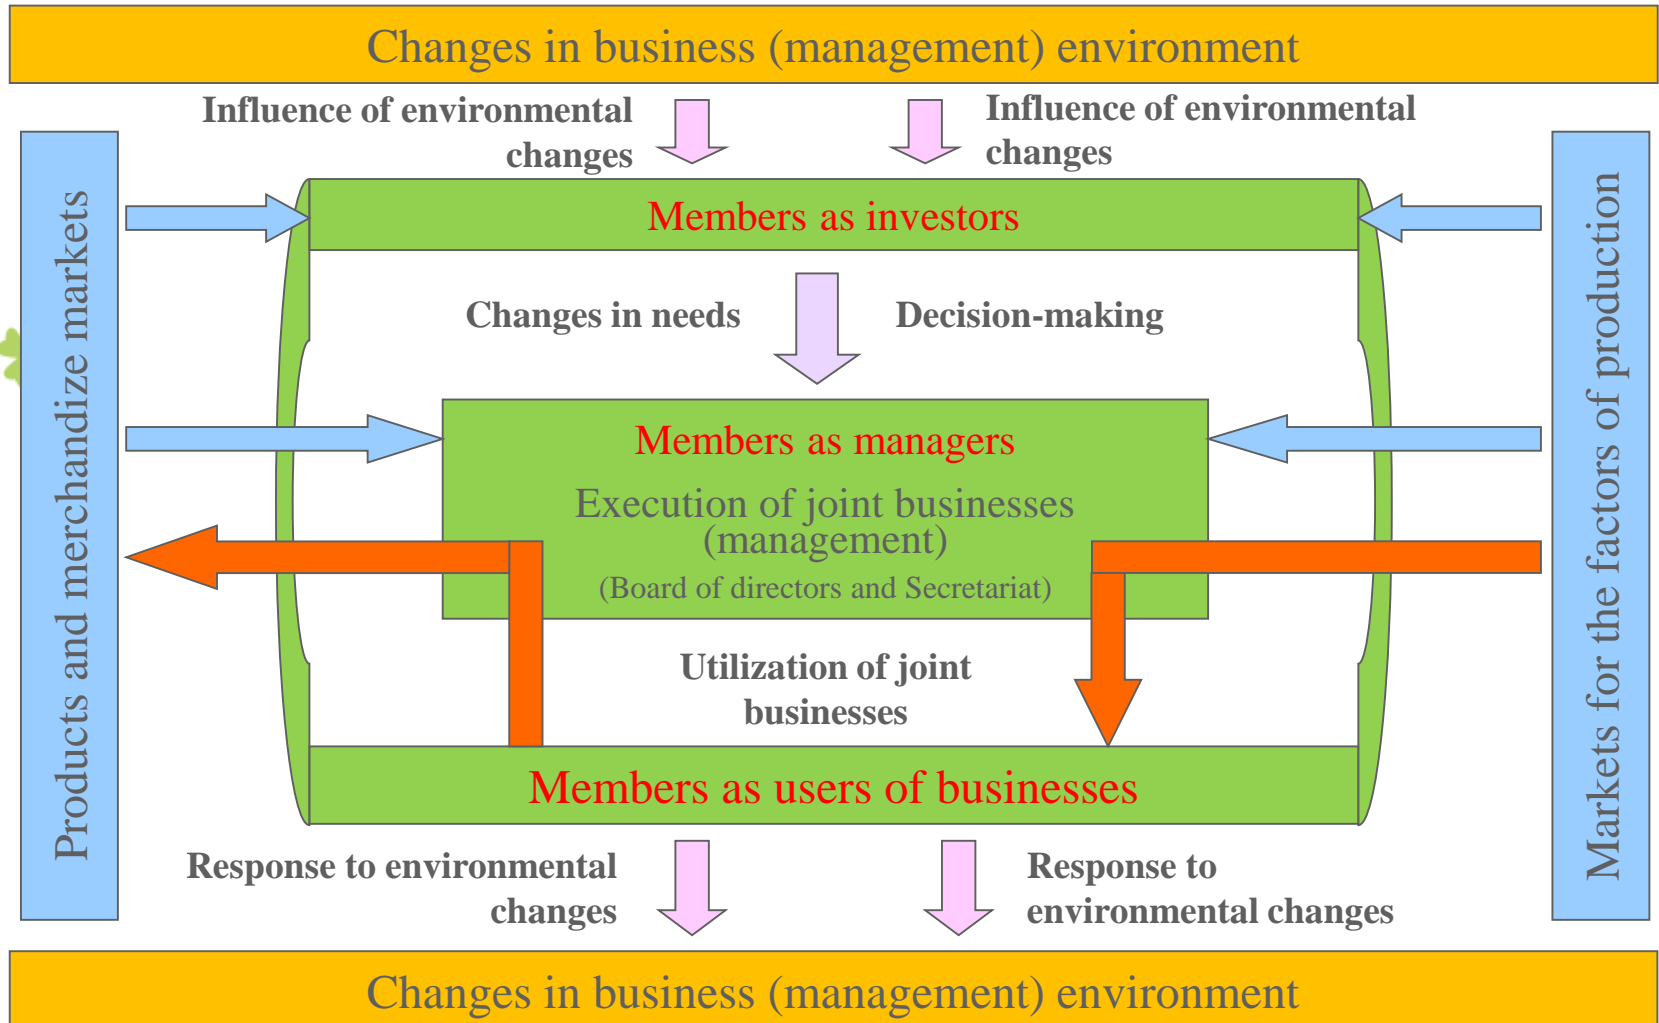 Changes in business (management) environment
Influence of environmental
changes
Influence of environmental
changes
Products and merchandize markets
Markets for the factors of production
Members as investors
Changes in needs
Decision-making
Members as managers
Execution of joint businesses
(management)
(Board of directors and Secretariat)
Utilization of joint
businesses
Members as users of businesses
Response to environmental
changes
Response to
environmental changes
Changes in business (management) environment